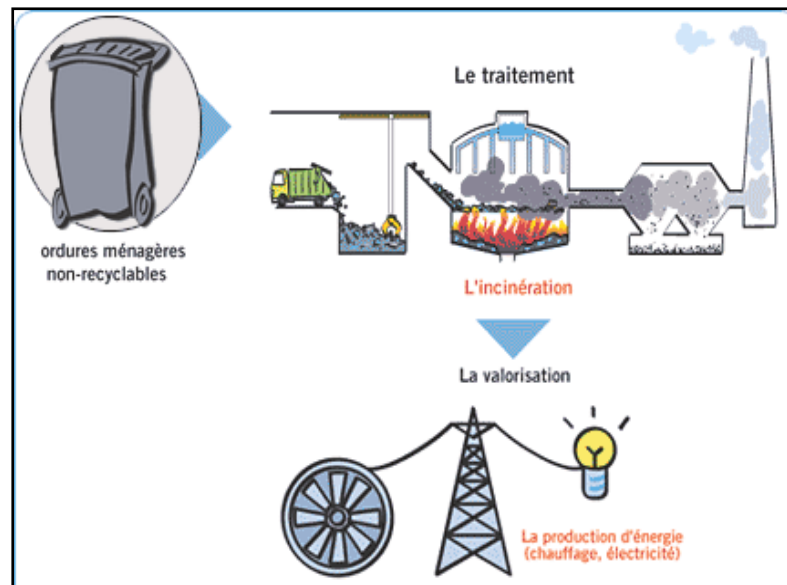 Le traitement
ordures ménagères
non-recyclables
L'incinération
La valorisation
La production d'énergie
(chauffage, électricité)